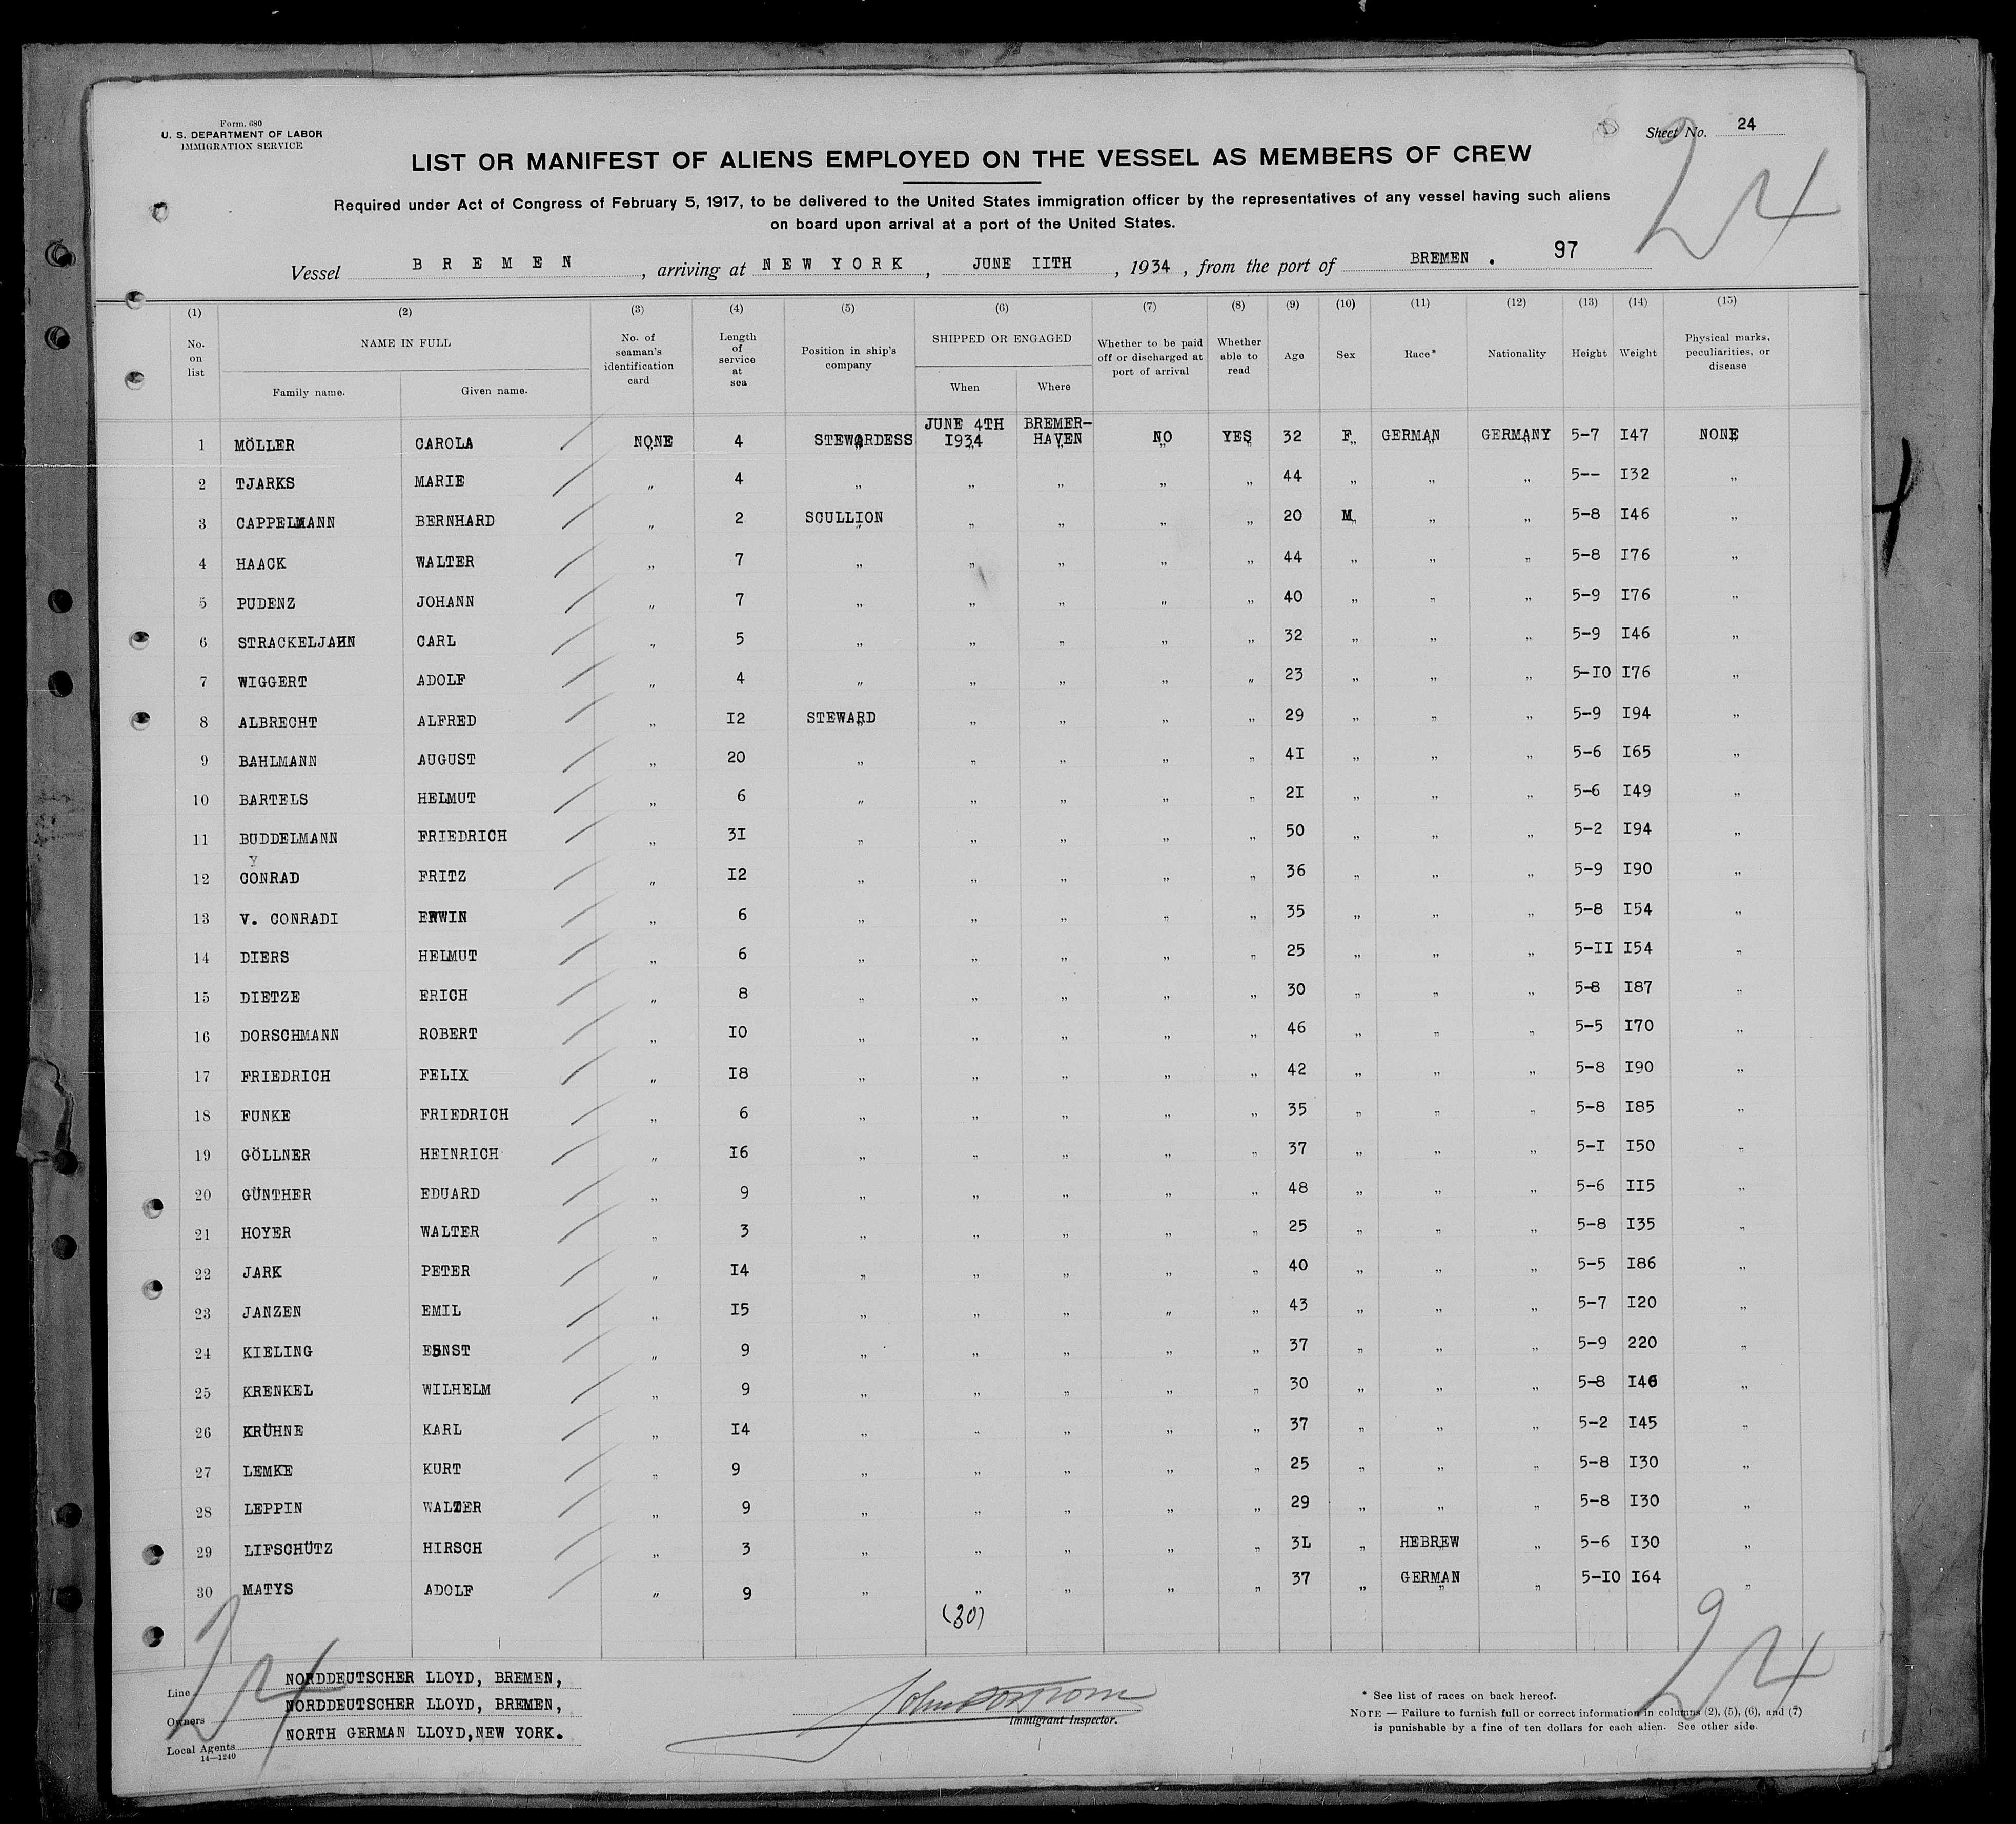 Form. 680
U. S. DEPARTMENT OF LABOR
IMMIGRATION SERVICE
Sheet No. 24
24
LIST OR MANIFEST OF ALIENS EMPLOYED ON THE VESSEL AS MEMBERS OF CREW
Required under Act of Congress of February 5, 1917, to be delivered to the United States immigration officer by the representatives of any vessel having such aliens
on board upon arrival at a port of the United States.
Vessel B R E M E N , arriving at N E W Y O R K , JUNE IITH , 1934 , from the port of BREMEN . 97
(1) (2) (3) (4) (5) (6) (7) (8) (9) (10) (11) (12) (13) (14) (15)
No. on list NAME IN FULL Family name. Given name. No. of seaman's identification card Length of service at sea Position in ship's company SHIPPED OR ENGAGED When Where Whether to be paid off or discharged at port of arrival Whether able to read Age Sex Race* Nationality Height Weight Physical marks, peculiarities, or disease
1 MÖLLER CAROLA NONE 4 STEWARDESS JUNE 4TH I934 BREMER-HAVEN NO YES 32 F GERMAN GERMANY 5-7 I47 NONE
2 TJARKS MARIE „ 4 „ „ „ „ „ 44 „ „ „ 5-- I32 „
3 CAPPELMANN BERNHARD „ 2 SCULLION „ „ „ „ 20 M „ „ 5-8 I46 „
4 HAACK WALTER „ 7 „ „ „ „ „ 44 „ „ „ 5-8 I76 „
5 PUDENZ JOHANN „ 7 „ „ „ „ „ 40 „ „ „ 5-9 I76 „
6 STRACKELJAHN CARL „ 5 „ „ „ „ „ 32 „ „ „ 5-9 I46 „
7 WIGGERT ADOLF „ 4 „ „ „ „ „ 23 „ „ „ 5-IO I76 „
8 ALBRECHT ALFRED „ I2 STEWARD „ „ „ „ 29 „ „ „ 5-9 I94 „
9 BAHLMANN AUGUST „ 20 „ „ „ „ „ 4I „ „ „ 5-6 I65 „
10 BARTELS HELMUT „ 6 „ „ „ „ „ 2I „ „ „ 5-6 I49 „
11 BUDDELMANN FRIEDRICH „ 3I „ „ „ „ „ 50 „ „ „ 5-2 I94 „
12 CONRAD FRITZ „ I2 „ „ „ „ „ 36 „ „ „ 5-9 I90 „
13 V. CONRADI ERWIN „ 6 „ „ „ „ „ 35 „ „ „ 5-8 I54 „
14 DIERS HELMUT „ 6 „ „ „ „ „ 25 „ „ „ 5-II I54 „
15 DIETZE ERICH „ 8 „ „ „ „ „ 30 „ „ „ 5-8 I87 „
16 DORSCHMANN ROBERT „ IO „ „ „ „ „ 46 „ „ „ 5-5 I70 „
17 FRIEDRICH FELIX „ I8 „ „ „ „ „ 42 „ „ „ 5-8 I90 „
18 FUNKE FRIEDRICH „ 6 „ „ „ „ „ 35 „ „ „ 5-8 I85 „
19 GÖLLNER HEINRICH „ I6 „ „ „ „ „ 37 „ „ „ 5-I I50 „
20 GÜNTHER EDUARD „ 9 „ „ „ „ „ 48 „ „ „ 5-6 II5 „
21 HOYER WALTER „ 3 „ „ „ „ „ 25 „ „ „ 5-8 I35 „
22 JARK PETER „ I4 „ „ „ „ „ 40 „ „ „ 5-5 I86 „
23 JANZEN EMIL „ I5 „ „ „ „ „ 43 „ „ „ 5-7 I20 „
24 KIELING ERNST „ 9 „ „ „ „ „ 37 „ „ „ 5-9 220 „
25 KRENKEL WILHELM „ 9 „ „ „ „ „ 30 „ „ „ 5-8 I46 „
26 KRÜHNE KARL „ I4 „ „ „ „ „ 37 „ „ „ 5-2 I45 „
27 LEMKE KURT „ 9 „ „ „ „ „ 25 „ „ „ 5-8 I30 „
28 LEPPIN WALTER „ 9 „ „ „ „ „ 29 „ „ „ 5-8 I30 „
29 LIFSCHÜTZ HIRSCH „ 3 „ „ „ „ „ 3L „ HEBREW „ 5-6 I30 „
30 MATYS ADOLF „ 9 „ „ „ „ „ 37 „ GERMAN „ 5-IO I64 „
(30)
24
24
Line NORDDEUTSCHER LLOYD, BREMEN,
Owners NORDDEUTSCHER LLOYD, BREMEN,
Local Agents NORTH GERMAN LLOYD,NEW YORK.
14—1240
Immigrant Inspector.
* See list of races on back hereof.
NOTE — Failure to furnish full or correct information in columns (2), (5), (6), and (7)
is punishable by a fine of ten dollars for each alien. See other side.